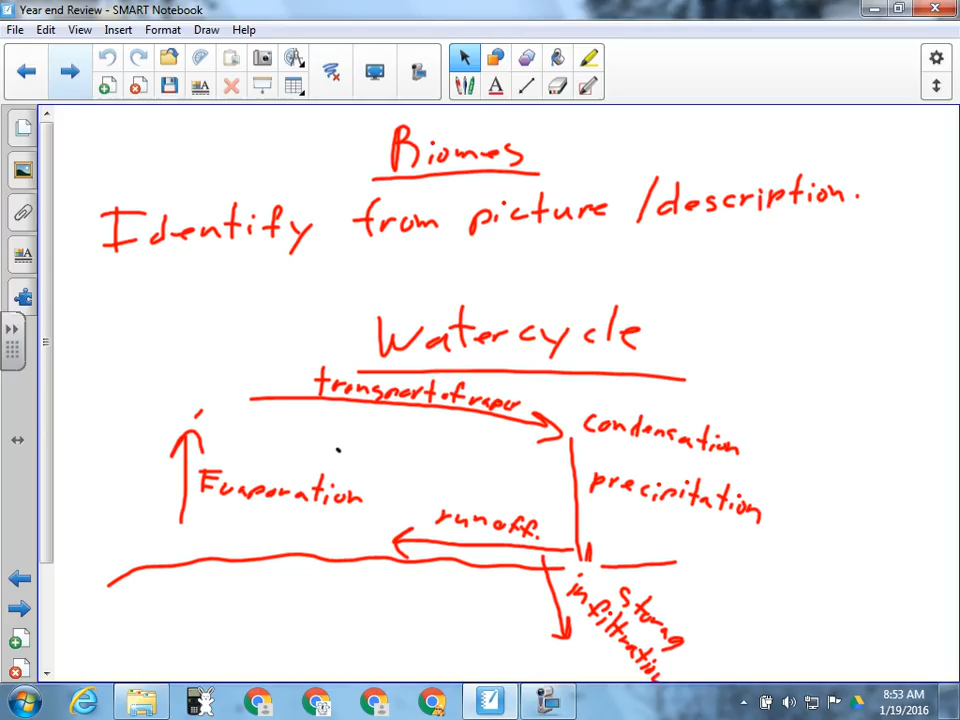 Year end Review - SMART Notebook
File Edit View Insert Format Draw Help
Biomes
Identify from picture /description.
Watercycle
transport of vapor
condensation
Evaporation
precipitation
runoff.
infiltration
storag
8:53 AM
1/19/2016